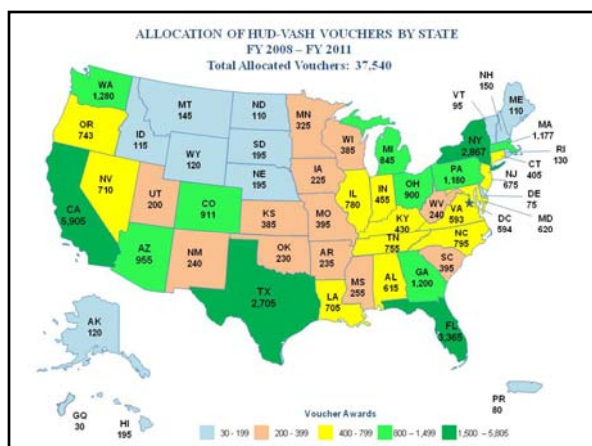 ALLOCATION OF HUD-VASH VOUCHERS BY STATE
FY 2008 – FY 2011
Total Allocated Vouchers: 37,540
WA
1,280
OR
743
CA
5,905
NV
710
ID
115
MT
145
WY
120
UT
200
AZ
955
CO
911
NM
240
ND
110
SD
195
NE
195
KS
385
OK
230
TX
2,705
MN
325
IA
225
MO
395
AR
235
LA
705
WI
385
IL
780
MI
845
IN
455
OH
900
KY
430
TN
755
MS
255
AL
615
GA
1,200
FL
3,365
SC
395
NC
795
VA
593
WV
240
PA
1,180
NY
2,867
VT
95
NH
150
ME
110
MA
1,177
RI
130
CT
405
NJ
675
DE
75
MD
620
DC
594
AK
120
GQ
30
HI
195
PR
80
Voucher Awards
30 - 199
200 - 399
400 - 799
800 – 1,499
1,500 – 5,805